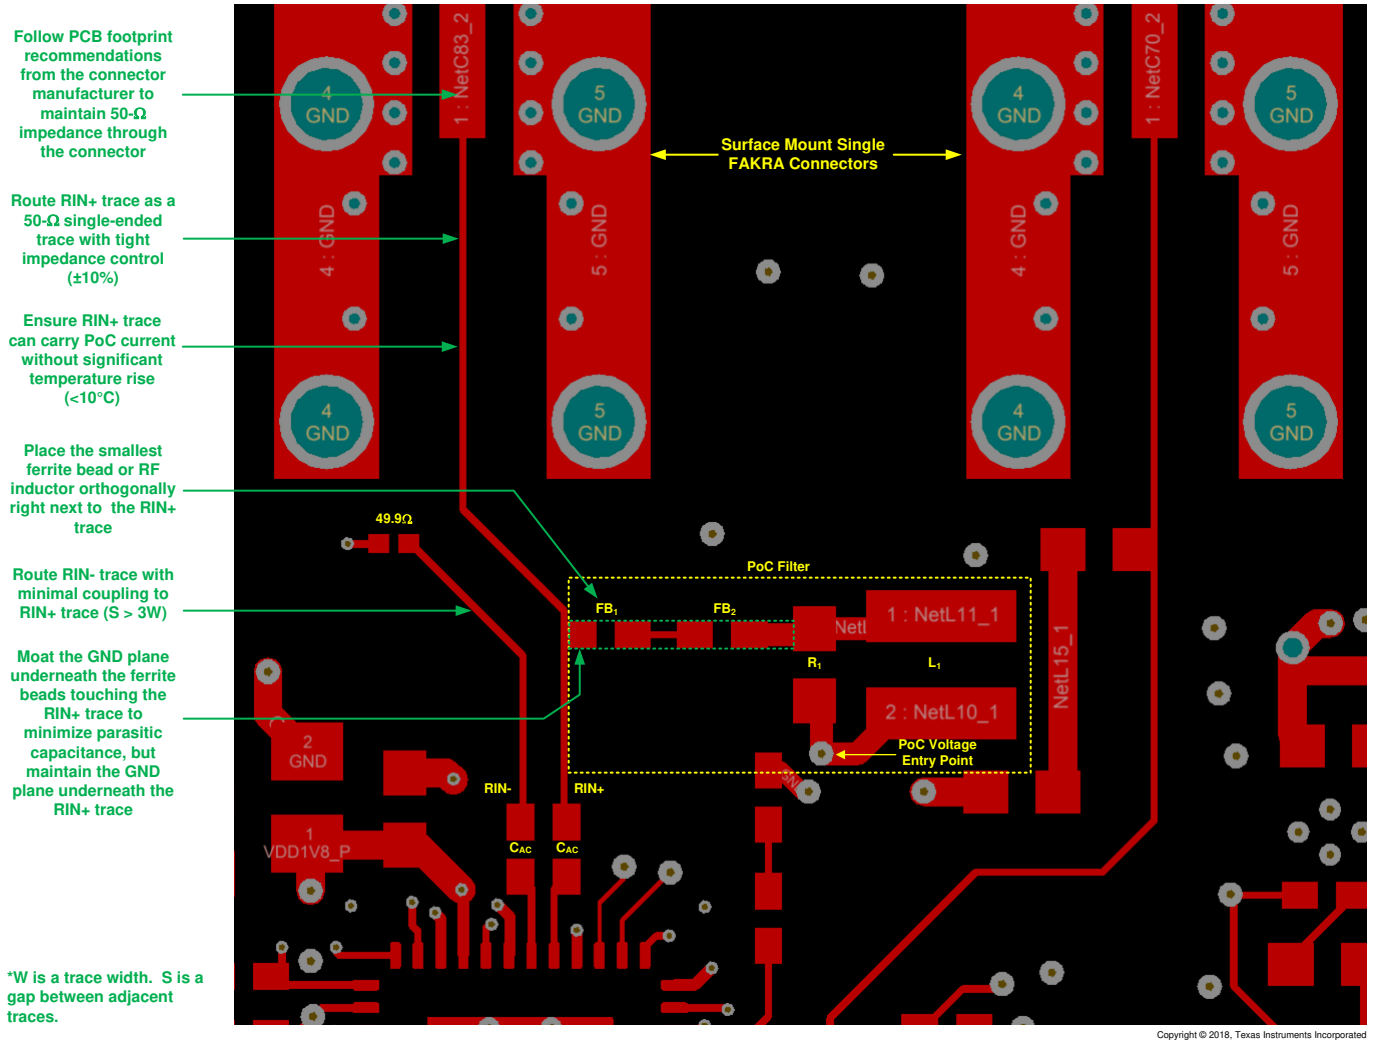 Follow PCB footprint
recommendations
from the connector
manufacturer to
maintain 50-Ω
impedance through
the connector
Route RIN+ trace as a
50-Ω single-ended
trace with tight
impedance control
(±10%)
Ensure RIN+ trace
can carry PoC current
without significant
temperature rise
(<10°C)
Place the smallest
ferrite bead or RF
inductor orthogonally
right next to the RIN+
trace
Route RIN- trace with
minimal coupling to
RIN+ trace (S > 3W)
Moat the GND plane
underneath the ferrite
beads touching the
RIN+ trace to
minimize parasitic
capacitance, but
maintain the GND
plane underneath the
RIN+ trace
*W is a trace width. S is a
gap between adjacent
traces.
1 : NetC83_2
1 : NetC70_2
4
GND
5
GND
4
GND
5
GND
Surface Mount Single
FAKRA Connectors
4 : GND
5 : GND
4 : GND
5 : GND
4
GND
5
GND
4
GND
5
GND
49.9Ω
PoC Filter
FB1
FB2
NetL
1 : NetL11_1
R1
L1
NetL15_1
2 : NetL10_1
PoC Voltage
Entry Point
2
GND
RIN-
RIN+
CAC
CAC
1
VDD1V8_P
Copyright © 2018, Texas Instruments Incorporated